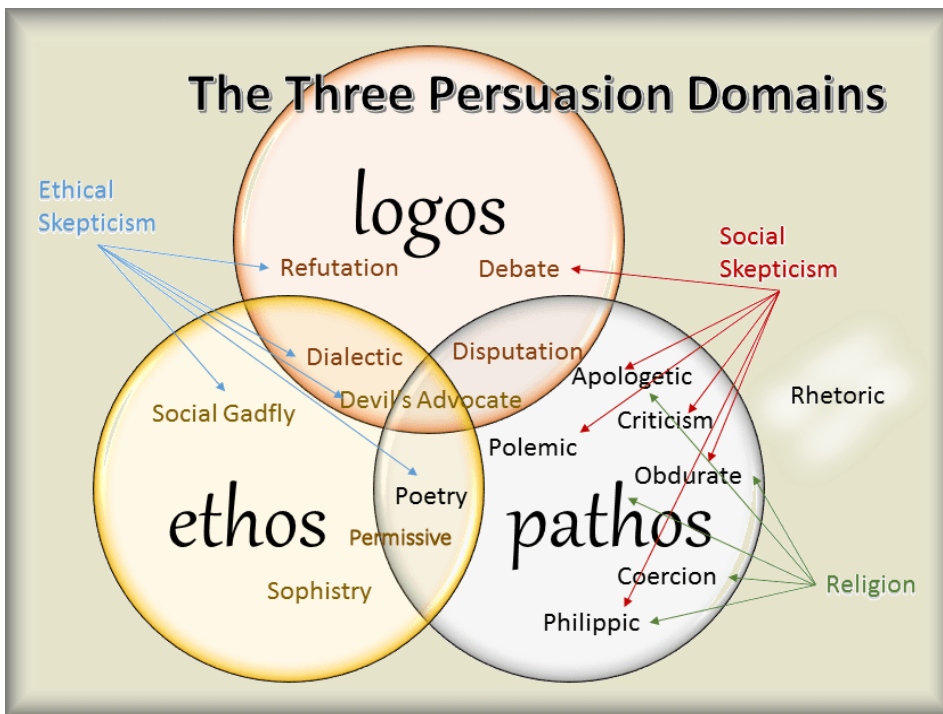 The Three Persuasion Domains
Ethical
Skepticism
logos
Social
Skepticism
Refutation
Debate
Dialectic
Disputation
Apologetic
Devil's Advocate
Rhetoric
Social Gadfly
Criticism
Polemic
Obdurate
Poetry
ethos
Permissive
pathos
Sophistry
Coercion
Religion
Philippic